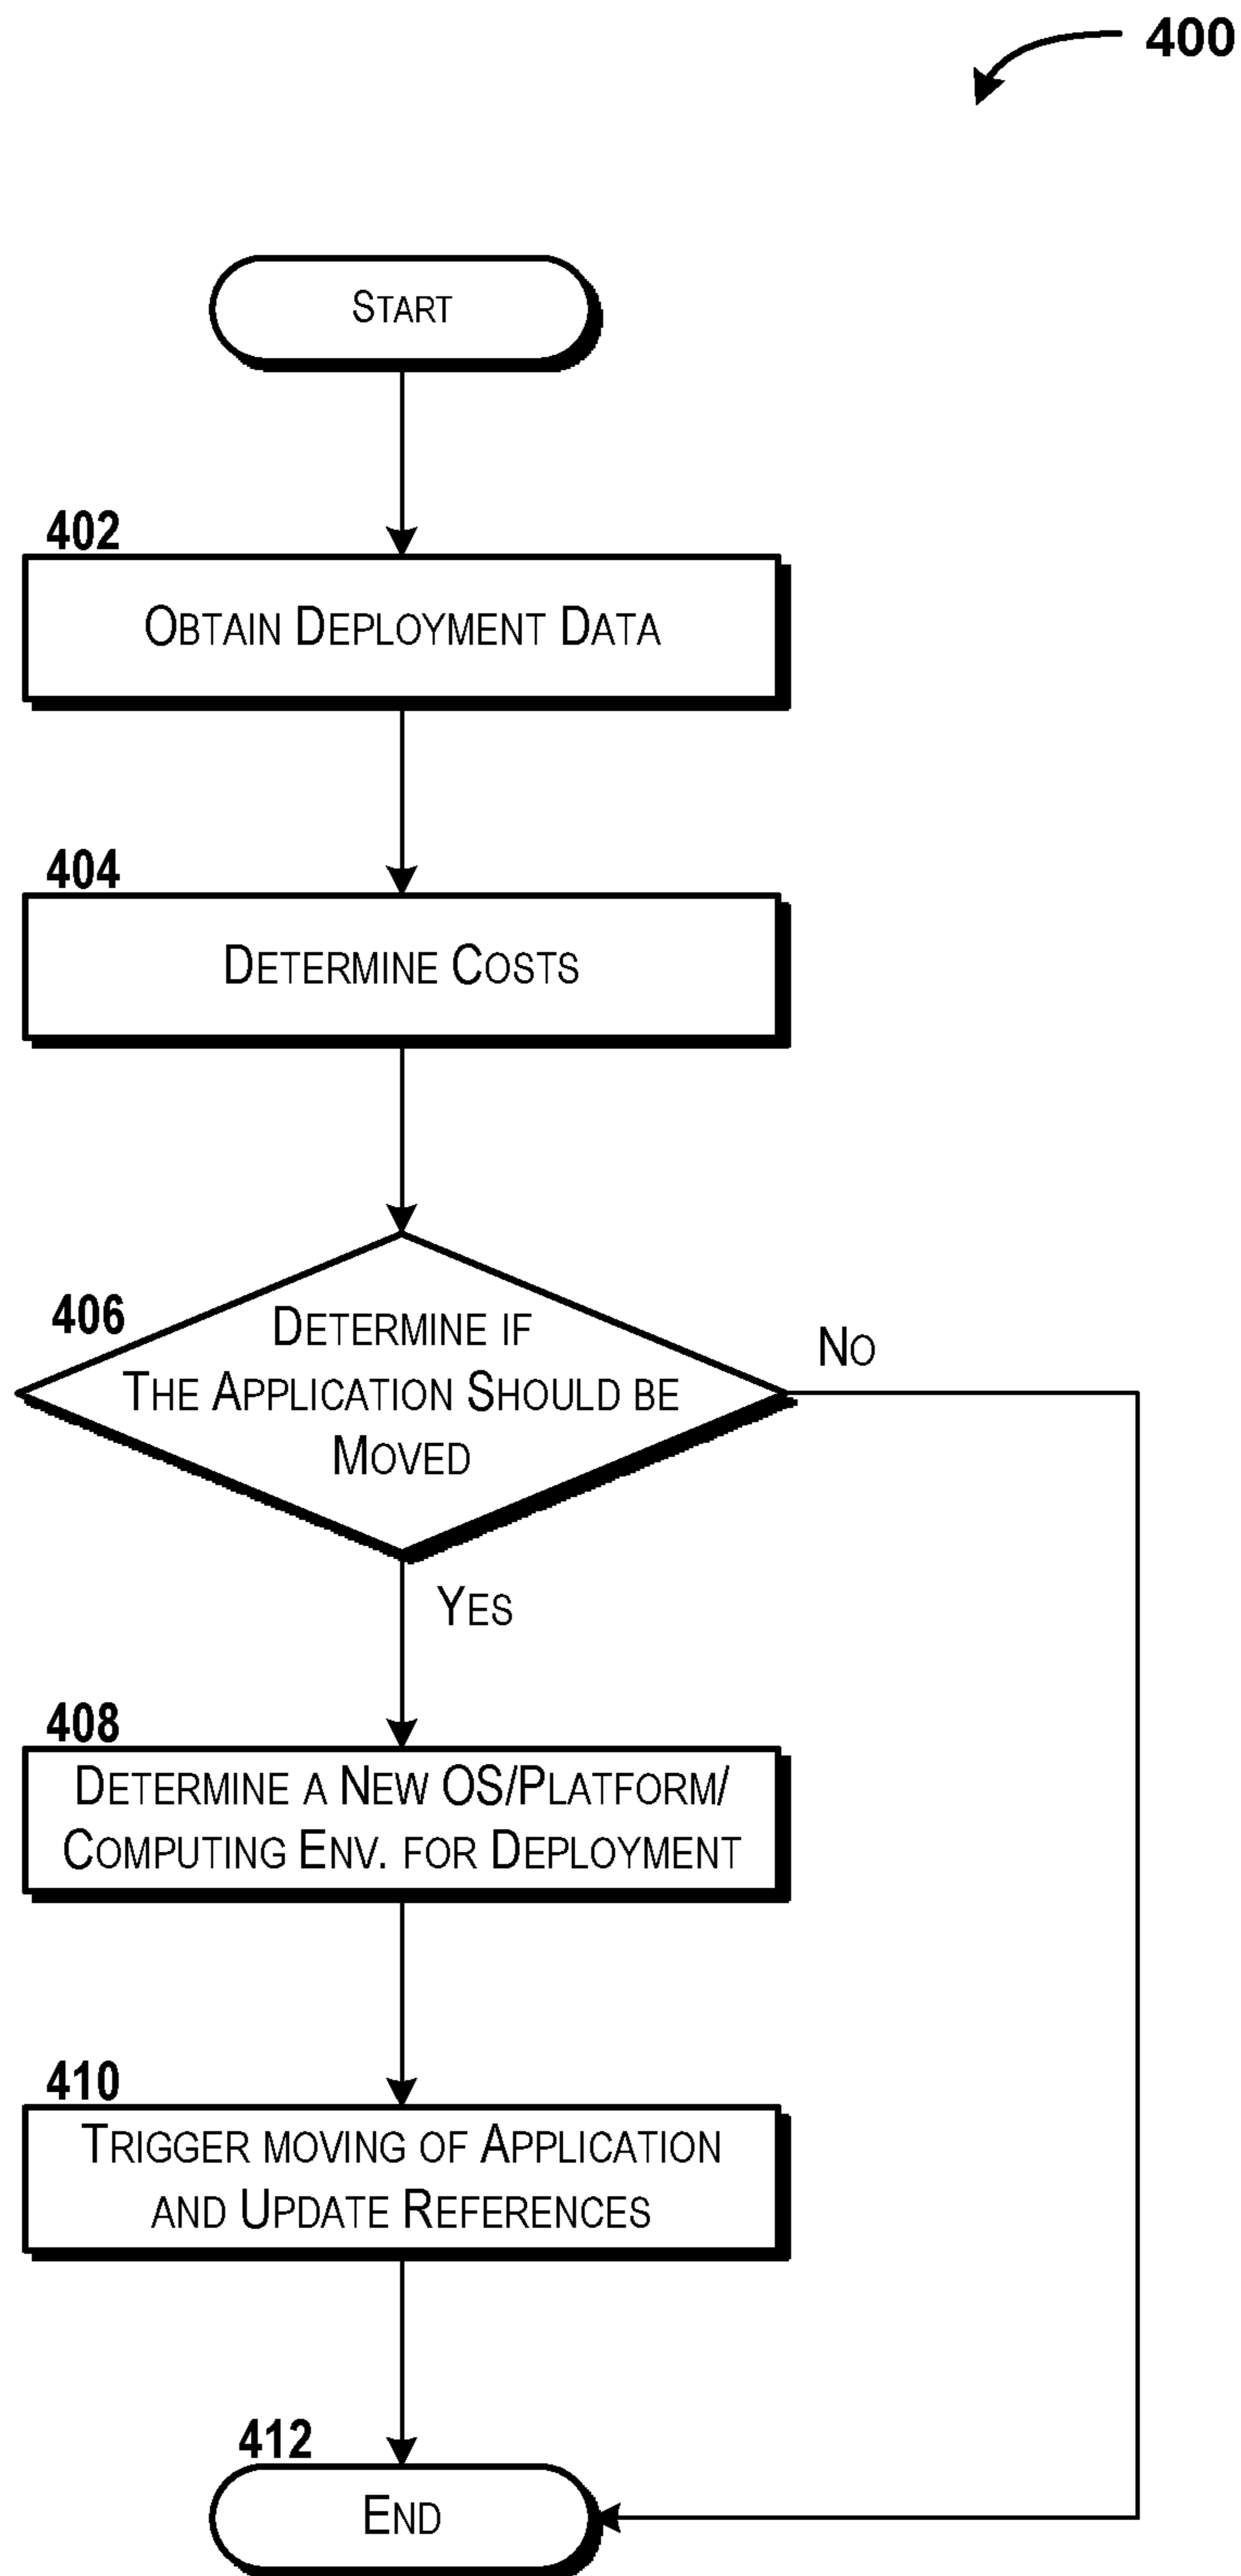 400
START
402
OBTAIN DEPLOYMENT DATA
404
DETERMINE COSTS
406
DETERMINE IF
THE APPLICATION SHOULD BE
MOVED
NO
YES
408
DETERMINE A NEW OS/PLATFORM/
COMPUTING ENV. FOR DEPLOYMENT
410
TRIGGER MOVING OF APPLICATION
AND UPDATE REFERENCES
412
END